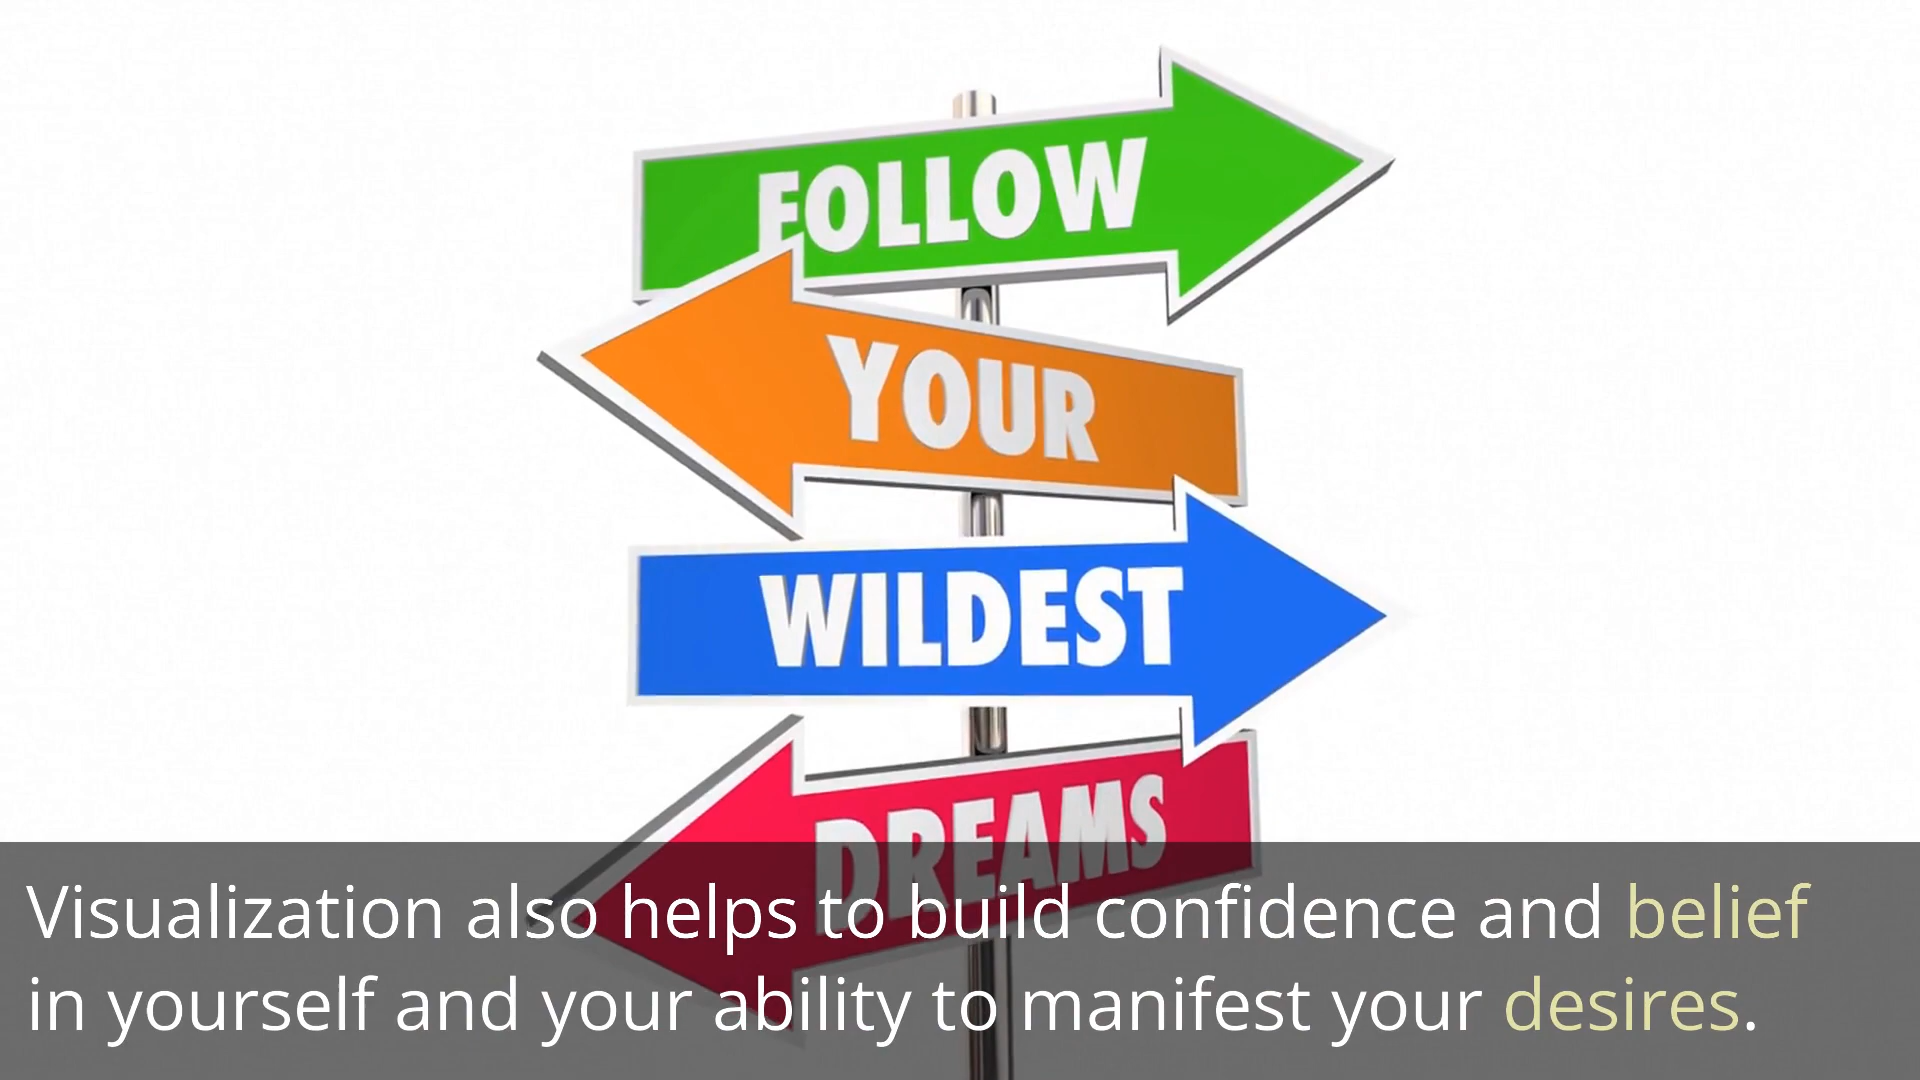 FOLLOW
YOUR
WILDEST
DREAMS
Visualization also helps to build confidence and belief
in yourself and your ability to manifest your desires.